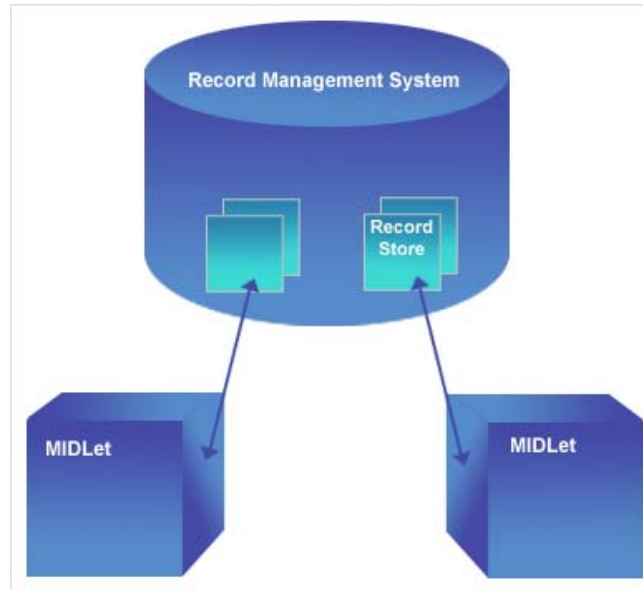 Record Management System
Record
Store
MIDLet
MIDLet